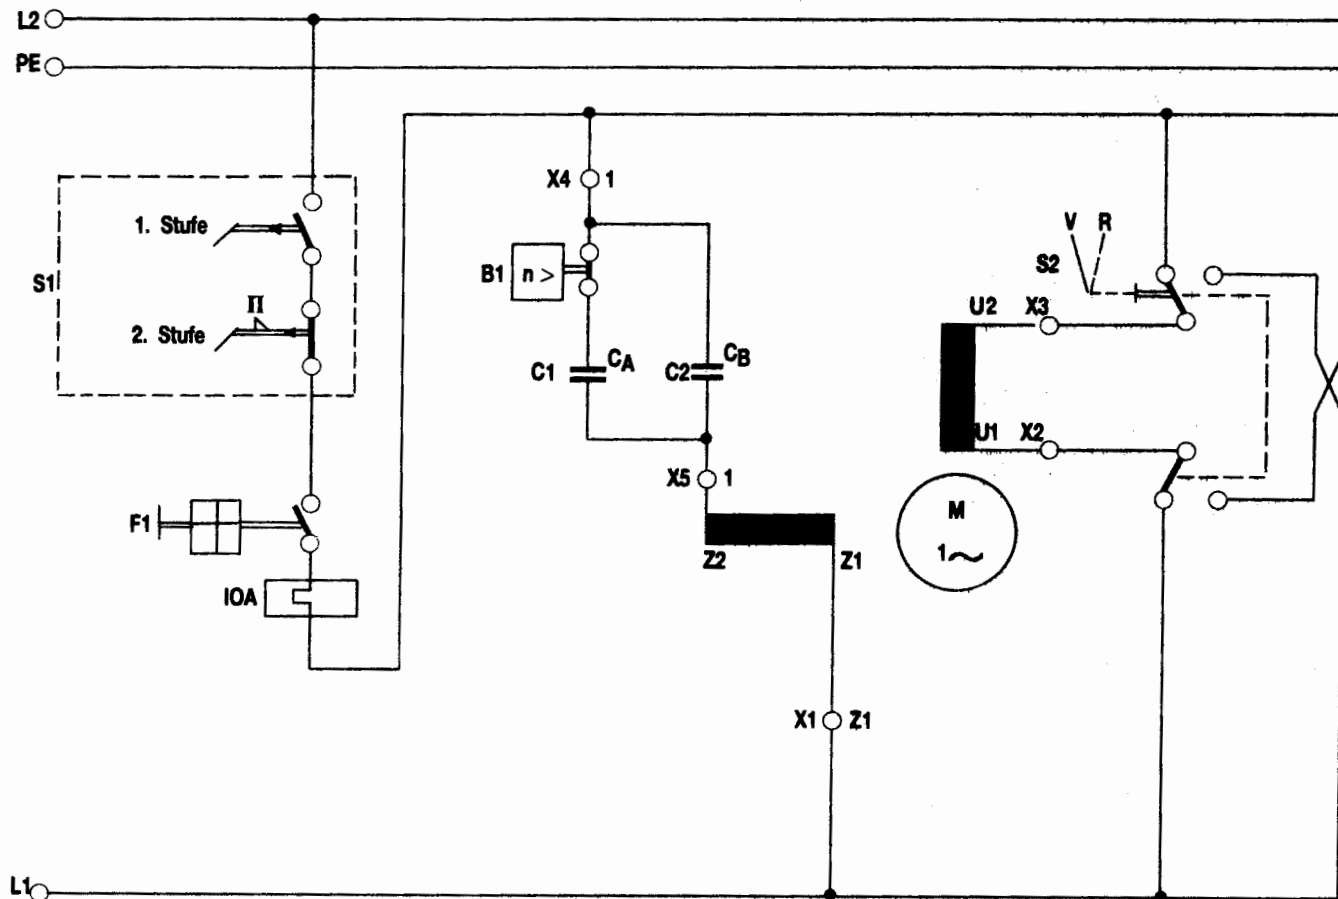 L2
PE
X4 1
1. Stufe
V R
S2
B1 n >
S1
II
2. Stufe
U2 X3
C1 CA C2 CB
U1 X2
X5 1
F1
M
1~
Z2 Z1
IOA
X1 Z1
L1